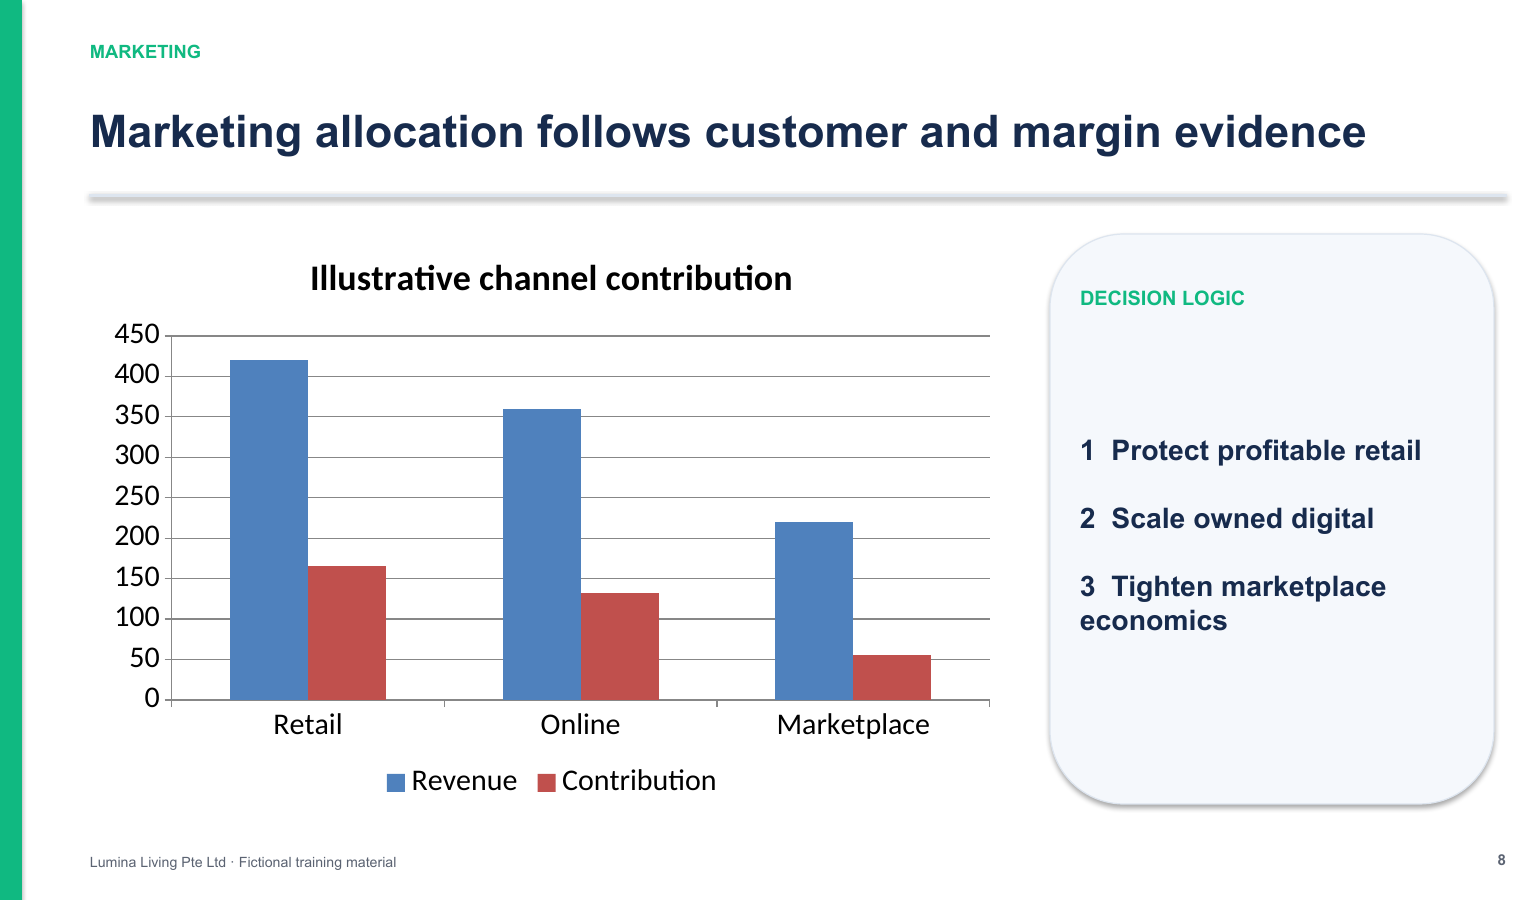 MARKETING
Marketing allocation follows customer and margin evidence
Illustrative channel contribution
450
400
350
300
250
200
150
100
50
0
Retail
Online
Marketplace
Revenue
Contribution
DECISION LOGIC
1 Protect profitable retail
2 Scale owned digital
3 Tighten marketplace
economics
Lumina Living Pte Ltd · Fictional training material
8